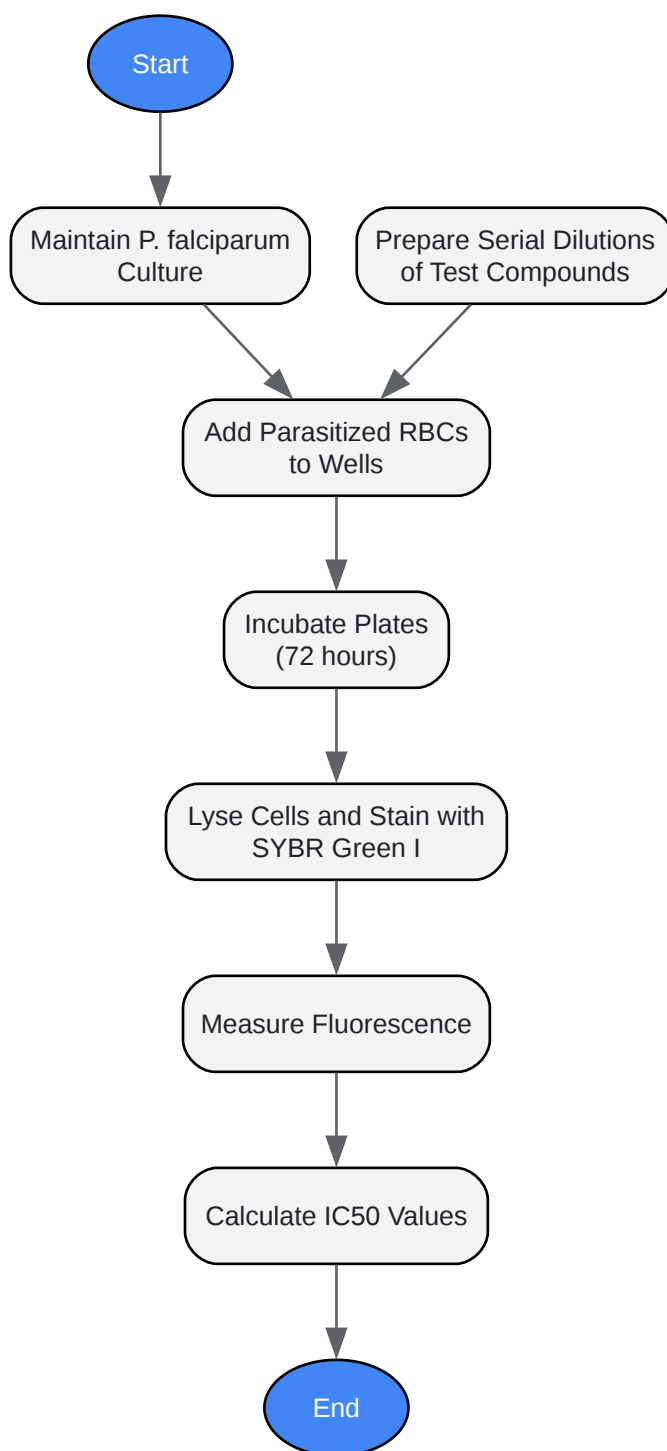 Start
Maintain P. falciparum
Culture
Prepare Serial Dilutions
of Test Compounds
Add Parasitized RBCs
to Wells
Incubate Plates
(72 hours)
Lyse Cells and Stain with
SYBR Green I
Measure Fluorescence
Calculate IC50 Values
End